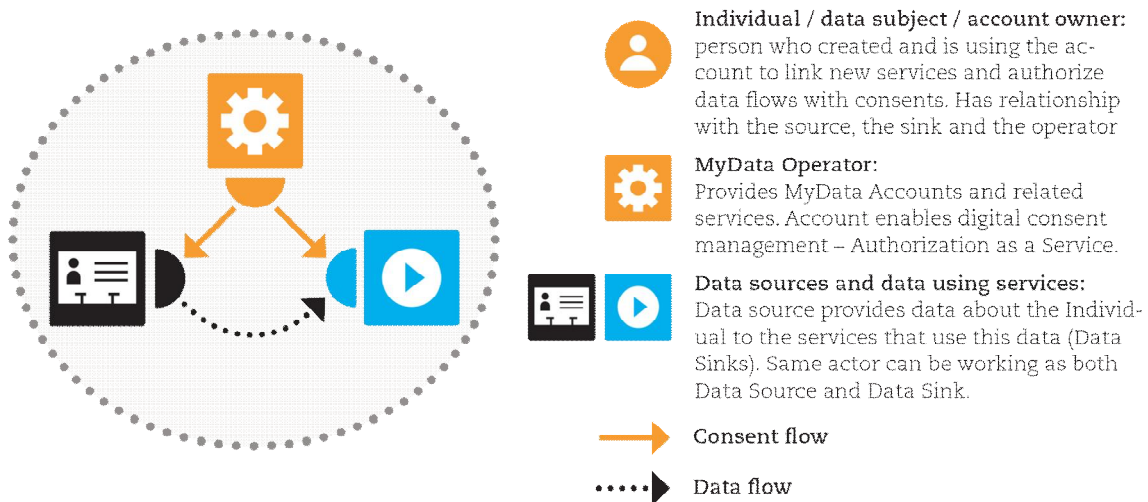 Individual / data subject / account owner:
person who created and is using the ac-
count to link new services and authorize
data flows with consents. Has relationship
with the source, the sink and the operator
MyData Operator:
Provides MyData Accounts and related
services. Account enables digital consent
management – Authorization as a Service.
Data sources and data using services:
Data source provides data about the Individ-
ual to the services that use this data (Data
Sinks). Same actor can be working as both
Data Source and Data Sink.
Consent flow
Data flow